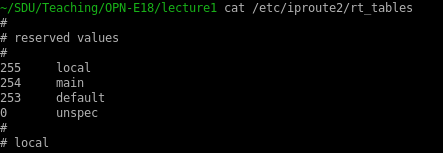 ~/SDU/Teaching/OPN-E18/lecture1 cat /etc/iproute2/rt_tables
#
# reserved values
#
255     local
254     main
253     default
0       unspec
#
# local